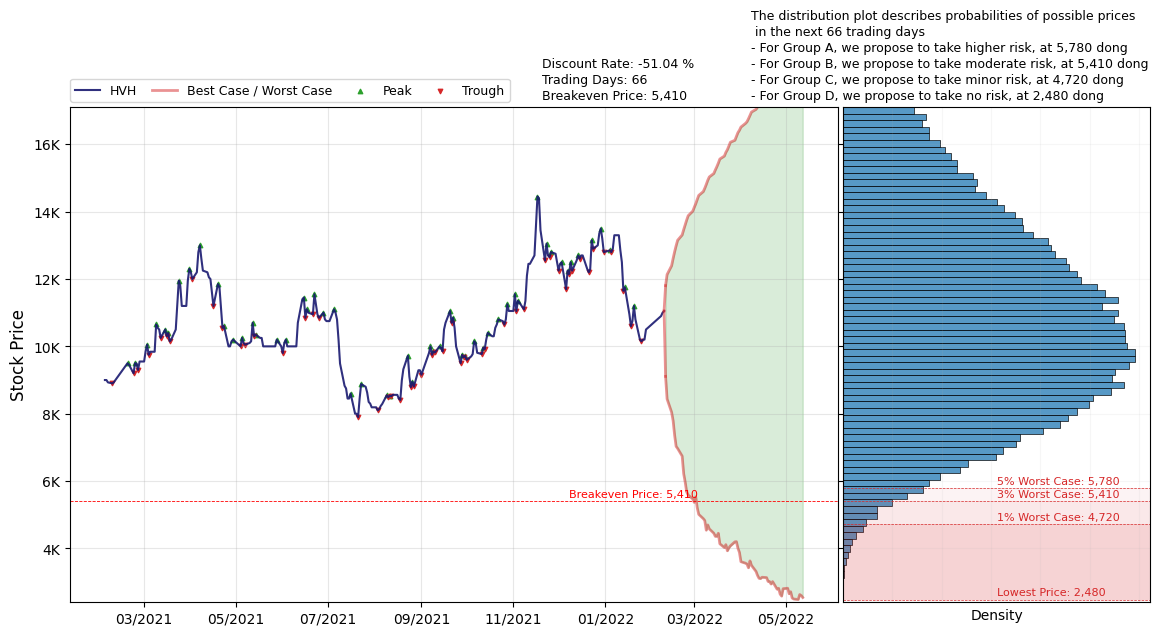 The distribution plot describes probabilities of possible prices
in the next 66 trading days
- For Group A, we propose to take higher risk, at 5,780 dong
- For Group B, we propose to take moderate risk, at 5,410 dong
- For Group C, we propose to take minor risk, at 4,720 dong
- For Group D, we propose to take no risk, at 2,480 dong
Discount Rate: -51.04 %
Trading Days: 66
Breakeven Price: 5,410
HVH
Best Case / Worst Case
Peak
Trough
Stock Price
16K
14K
12K
10K
8K
6K
4K
Breakeven Price: 5,410
5% Worst Case: 5,780
3% Worst Case: 5,410
1% Worst Case: 4,720
Lowest Price: 2,480
03/2021
05/2021
07/2021
09/2021
11/2021
01/2022
03/2022
05/2022
Density